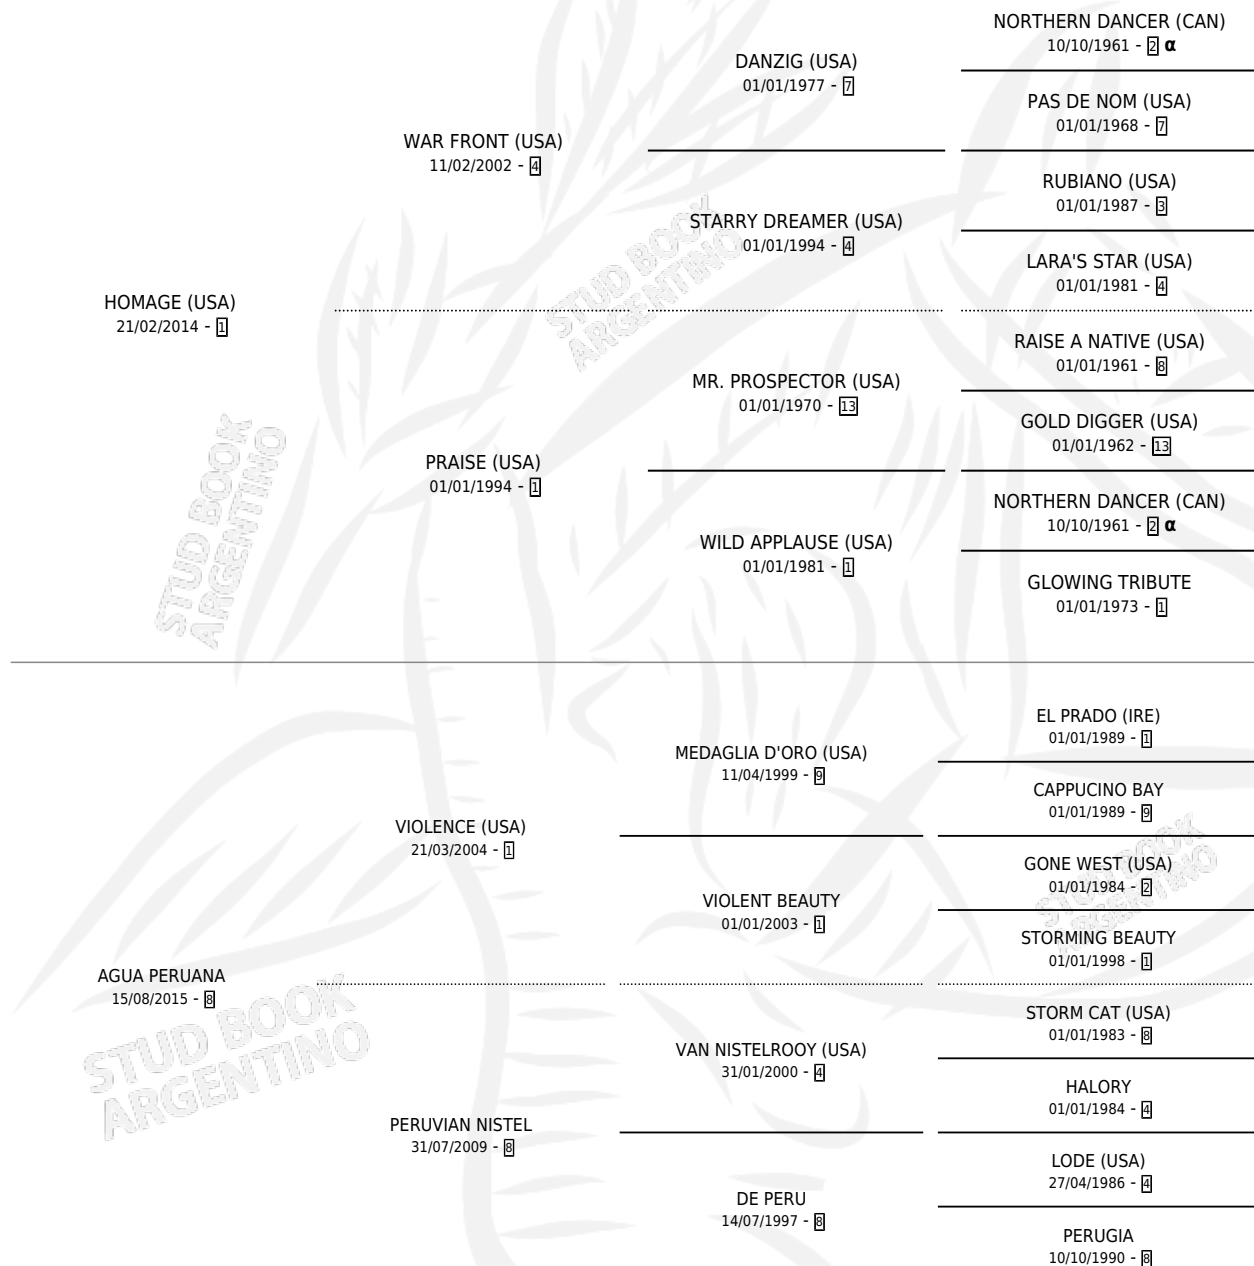 NORTHERN DANCER (CAN)
10/10/1961 - 2 α
DANZIG (USA)
01/01/1977 - 7
PAS DE NOM (USA)
01/01/1968 - 7
WAR FRONT (USA)
11/02/2002 - 4
RUBIANO (USA)
01/01/1987 - 3
STARRY DREAMER (USA)
01/01/1994 - 4
LARA'S STAR (USA)
01/01/1981 - 4
HOMAGE (USA)
21/02/2014 - 1
RAISE A NATIVE (USA)
01/01/1961 - 8
MR. PROSPECTOR (USA)
01/01/1970 - 13
GOLD DIGGER (USA)
01/01/1962 - 13
PRAISE (USA)
01/01/1994 - 1
NORTHERN DANCER (CAN)
10/10/1961 - 2 α
WILD APPLAUSE (USA)
01/01/1981 - 1
GLOWING TRIBUTE
01/01/1973 - 1
EL PRADO (IRE)
01/01/1989 - 1
MEDAGLIA D'ORO (USA)
11/04/1999 - 9
CAPPUCINO BAY
01/01/1989 - 9
VIOLENCE (USA)
21/03/2004 - 1
GONE WEST (USA)
01/01/1984 - 2
VIOLENT BEAUTY
01/01/2003 - 1
STORMING BEAUTY
01/01/1998 - 1
AGUA PERUANA
15/08/2015 - 8
STORM CAT (USA)
01/01/1983 - 8
VAN NISTELROOY (USA)
31/01/2000 - 4
HALORY
01/01/1984 - 4
PERUVIAN NISTEL
31/07/2009 - 8
LODE (USA)
27/04/1986 - 4
DE PERU
14/07/1997 - 8
PERUGIA
10/10/1990 - 8
STUD BOOK
ARGENTINO
STUD BOOK
ARGENTINO
STUD BOOK
ARGENTINO
STUD BOOK
ARGENTINO